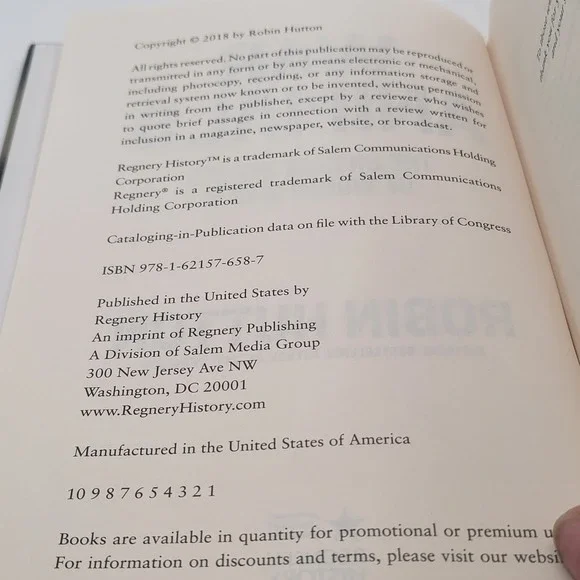 Copyright © 2018 by Robin Hutton
All rights reserved. No part of this publication may be reproduced or
transmitted in any form or by any means electronic or mechanical,
including photocopy, recording, or any information storage and
retrieval system now known or to be invented, without permission
in writing from the publisher, except by a reviewer who wishes
to quote brief passages in connection with a review written for
inclusion in a magazine, newspaper, website, or broadcast.
Regnery History™ is a trademark of Salem Communications Holding
Corporation
Regnery® is a registered trademark of Salem Communications
Holding Corporation
Cataloging-in-Publication data on file with the Library of Congress
ISBN 978-1-62157-658-7
Published in the United States by
Regnery History
An imprint of Regnery Publishing
A Division of Salem Media Group
300 New Jersey Ave NW
Washington, DC 20001
www.RegneryHistory.com
Manufactured in the United States of America
10 9 8 7 6 5 4 3 2 1
Books are available in quantity for promotional or premium u
For information on discounts and terms, please visit our websi
ROBIN